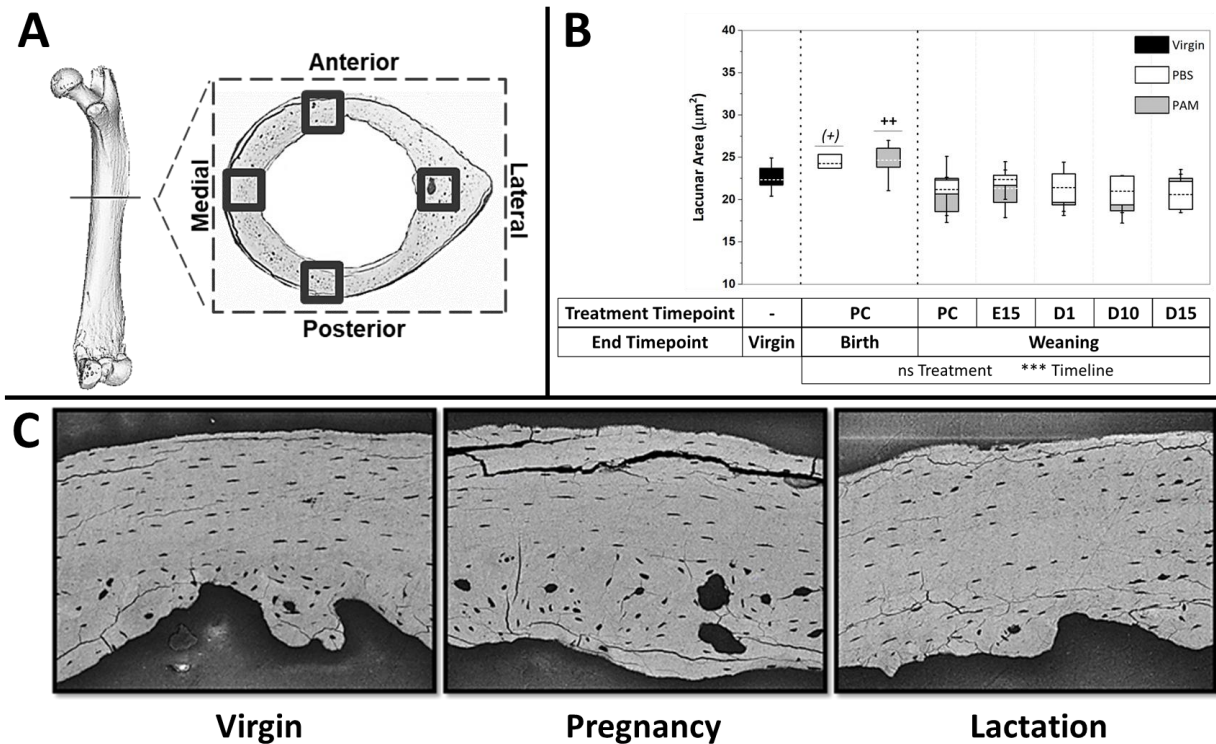 A
Anterior
Medial
Lateral
Posterior
B
Lacunar Area (μm²)
40
35
30
25
20
15
10
(+)
++
Virgin
PBS
PAM
Treatment Timepoint - PC PC E15 D1 D10 D15
End Timepoint Virgin Birth Weaning
ns Treatment *** Timeline
C
Virgin Pregnancy Lactation